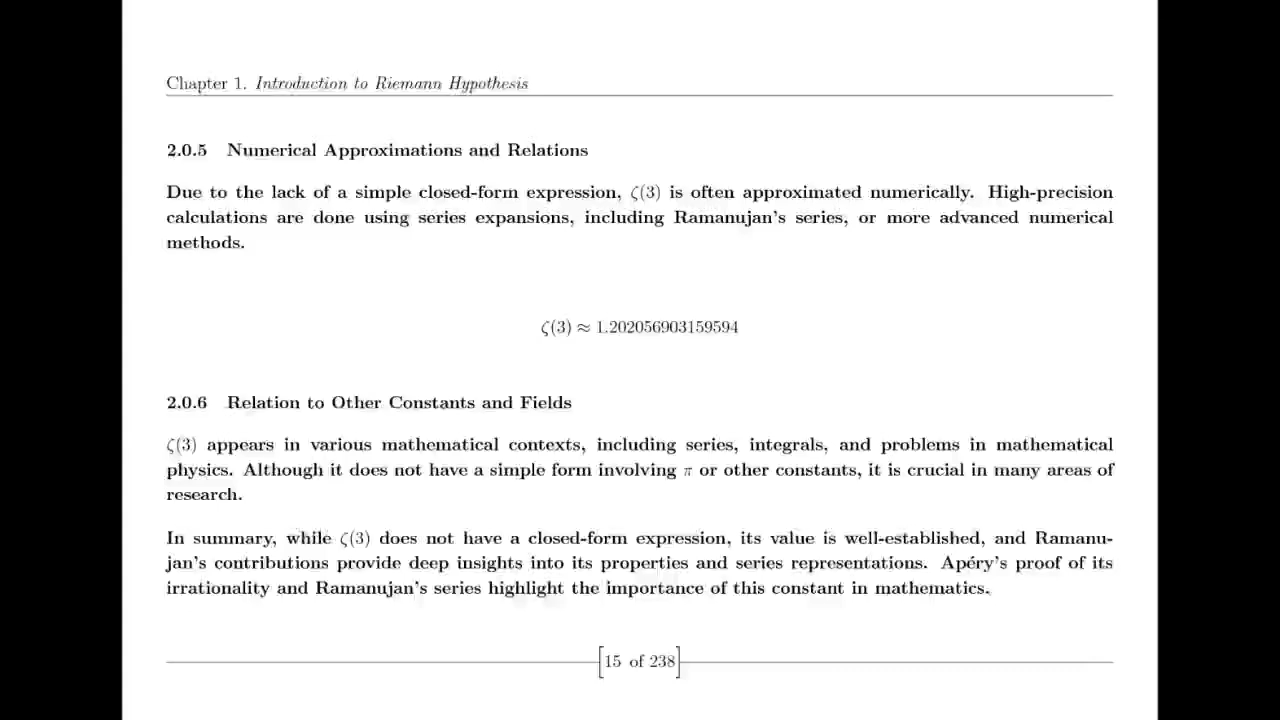 Chapter 1. Introduction to Riemann Hypothesis
2.0.5 Numerical Approximations and Relations
Due to the lack of a simple closed-form expression, ζ(3) is often approximated numerically. High-precision
calculations are done using series expansions, including Ramanujan's series, or more advanced numerical
methods.
ζ(3) ≈ 1.202056903159594
2.0.6 Relation to Other Constants and Fields
ζ(3) appears in various mathematical contexts, including series, integrals, and problems in mathematical
physics. Although it does not have a simple form involving π or other constants, it is crucial in many areas of
research.
In summary, while ζ(3) does not have a closed-form expression, its value is well-established, and Ramanu-
jan's contributions provide deep insights into its properties and series representations. Apéry's proof of its
irrationality and Ramanujan's series highlight the importance of this constant in mathematics.
[15 of 238]